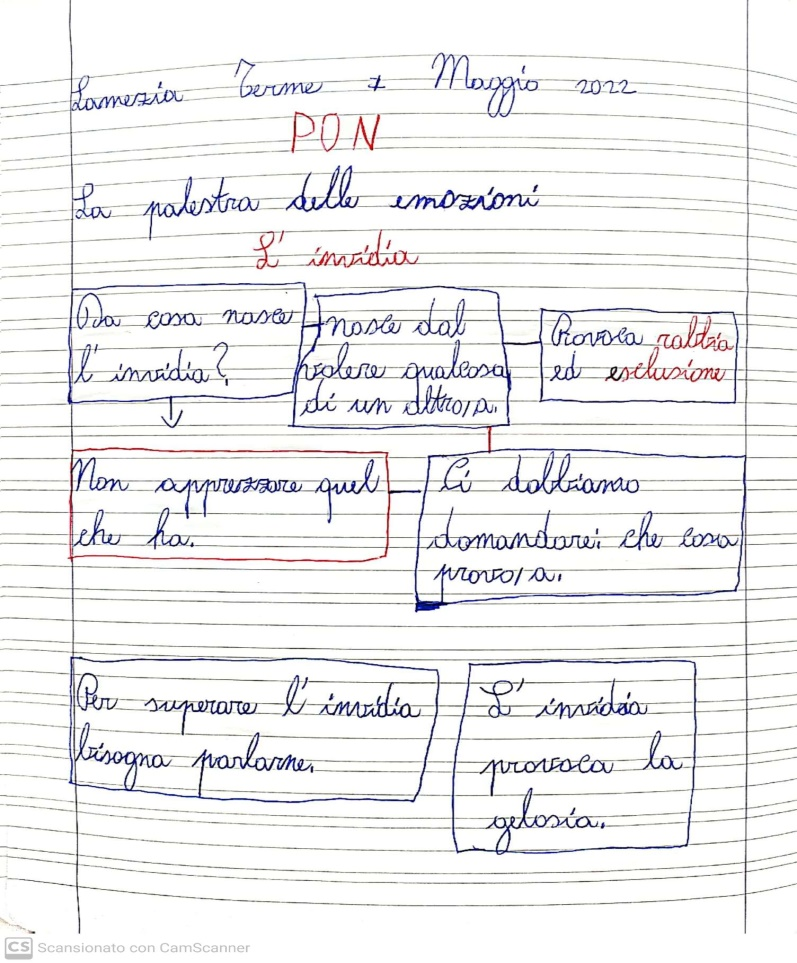 Lamezia Terme 7 Maggio 2022
PON
La palestra delle emozioni
L'invidia
Da cosa nasce
l'invidia?
nasce dal
volere qualcosa
di un altro/a.
Provoca
ed esclusione
Non apprezzare quel
che ha.
Ci dobbiamo
domandare: che cosa
provo/a.
Per superare l'invidia
bisogna parlarne.
L'invidia
provoca la
gelosia.
CS Scansionato con CamScanner